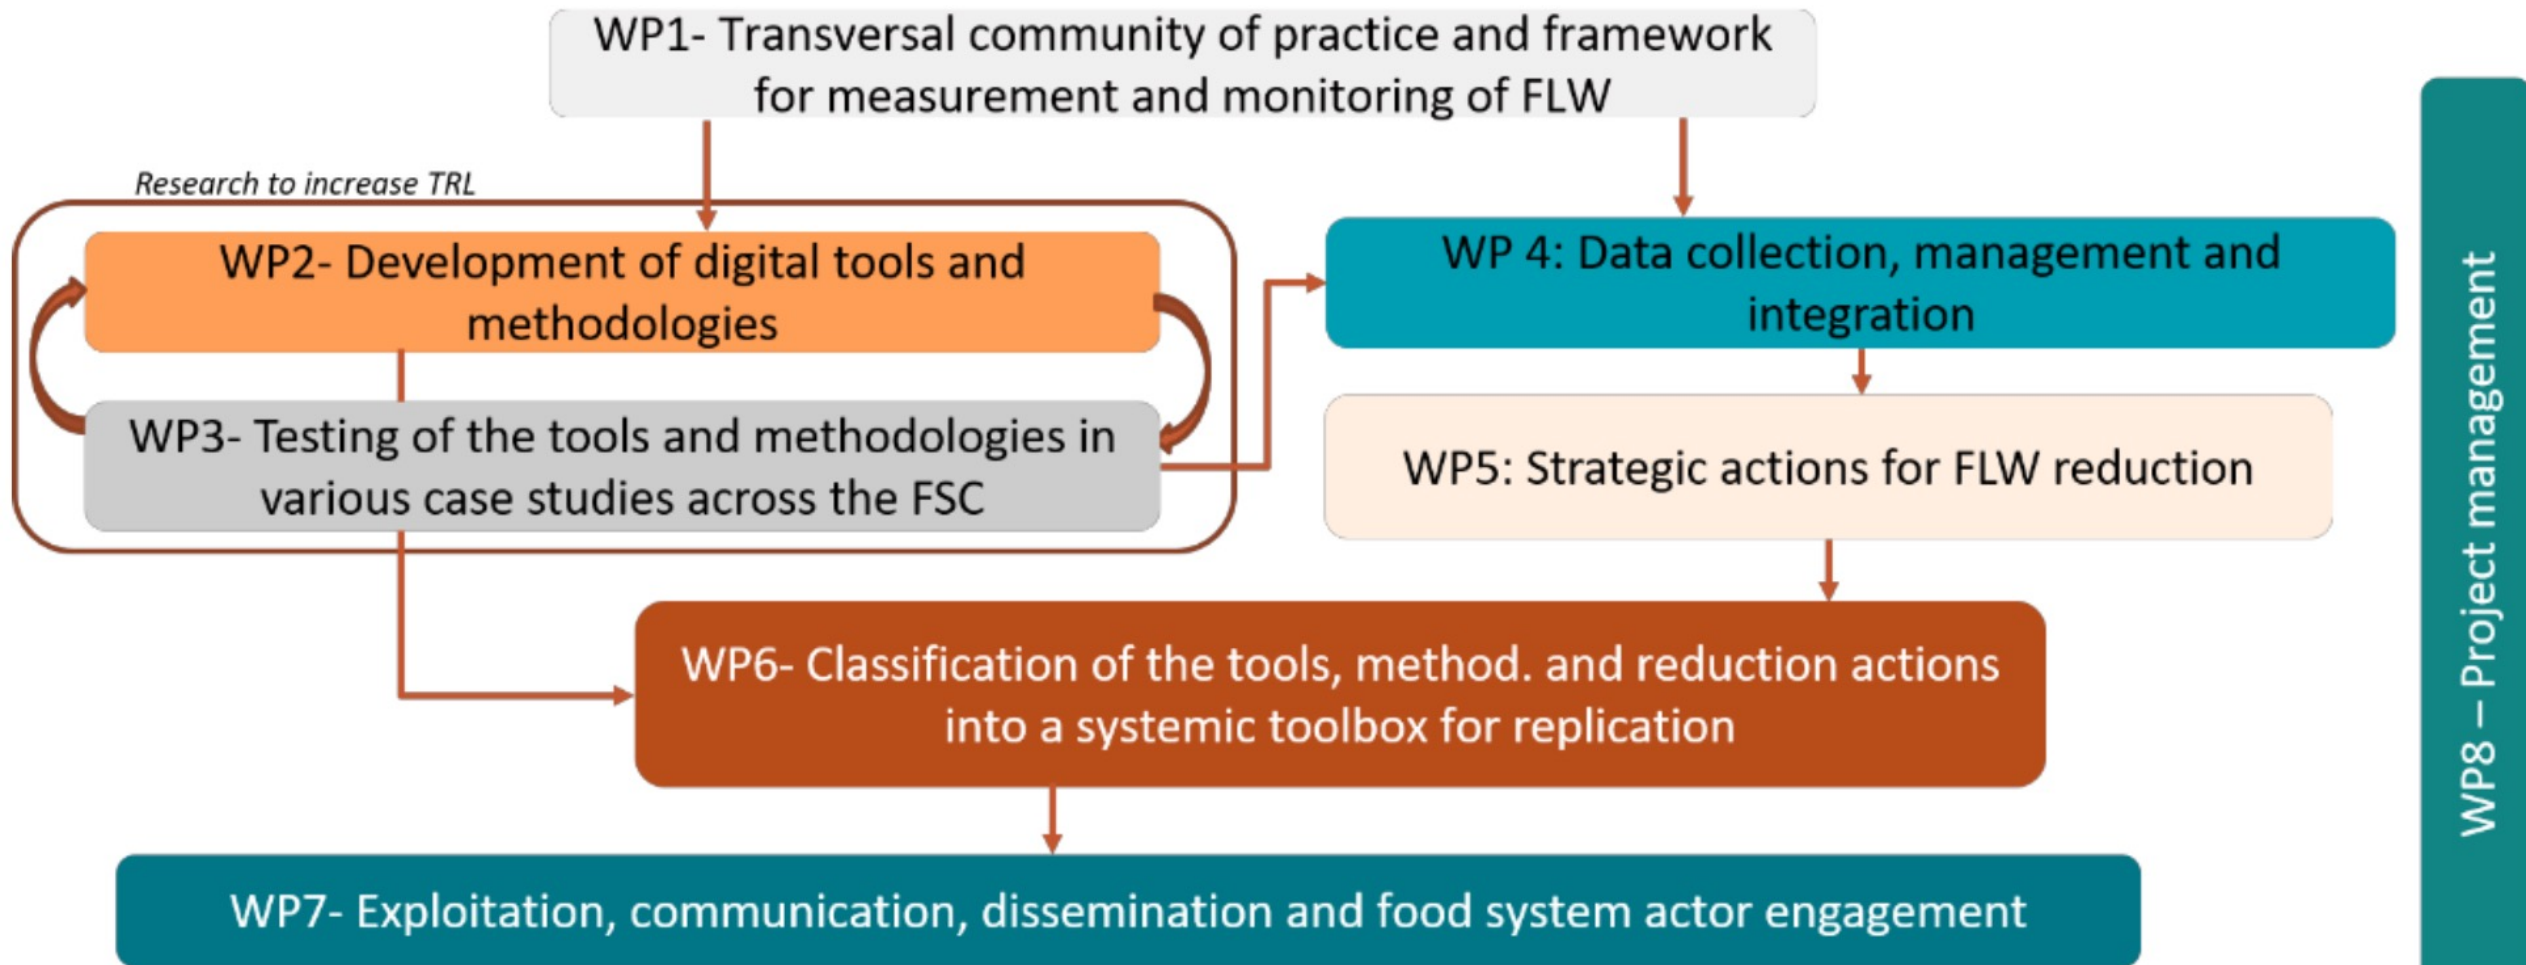 WP1- Transversal community of practice and framework
for measurement and monitoring of FLW
Research to increase TRL
WP2- Development of digital tools and
methodologies
WP3- Testing of the tools and methodologies in
various case studies across the FSC
WP 4: Data collection, management and
integration
WP5: Strategic actions for FLW reduction
WP6- Classification of the tools, method. and reduction actions
into a systemic toolbox for replication
WP7- Exploitation, communication, dissemination and food system actor engagement
WP8 – Project management